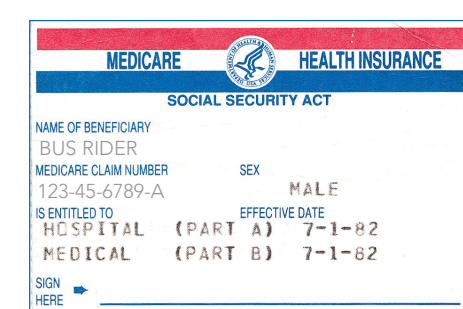 MEDICARE HEALTH INSURANCE
SOCIAL SECURITY ACT
NAME OF BENEFICIARY
BUS RIDER
MEDICARE CLAIM NUMBER SEX
123-45-6789-A MALE
IS ENTITLED TO EFFECTIVE DATE
HOSPITAL (PART A) 7-1-82
MEDICAL (PART B) 7-1-82
SIGN
HERE